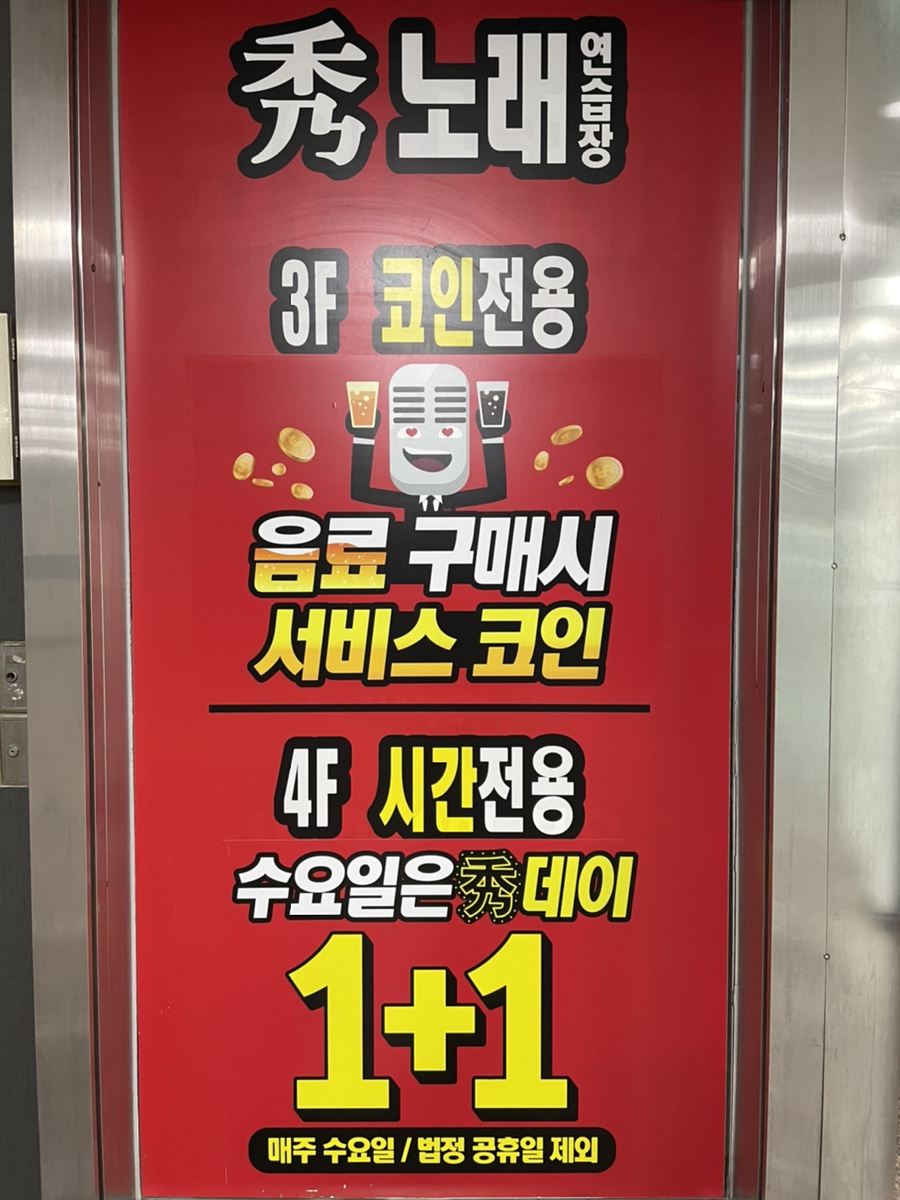 秀 노래 연습장
3F 코인전용
음료 구매시
서비스 코인
4F 시간전용
수요일은 秀 데이
1+1
매주 수요일 / 법정 공휴일 제외